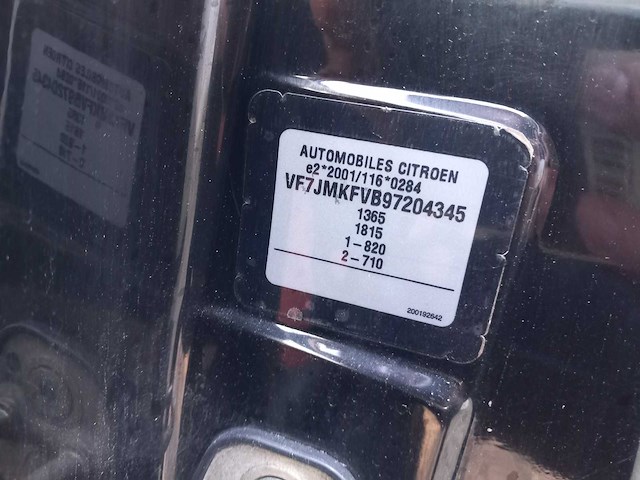 AUTOMOBILES CITROEN
e2*2001/116*0284
VF7JMKFVB97204345
1365
1815
1-820
2-710
200192642